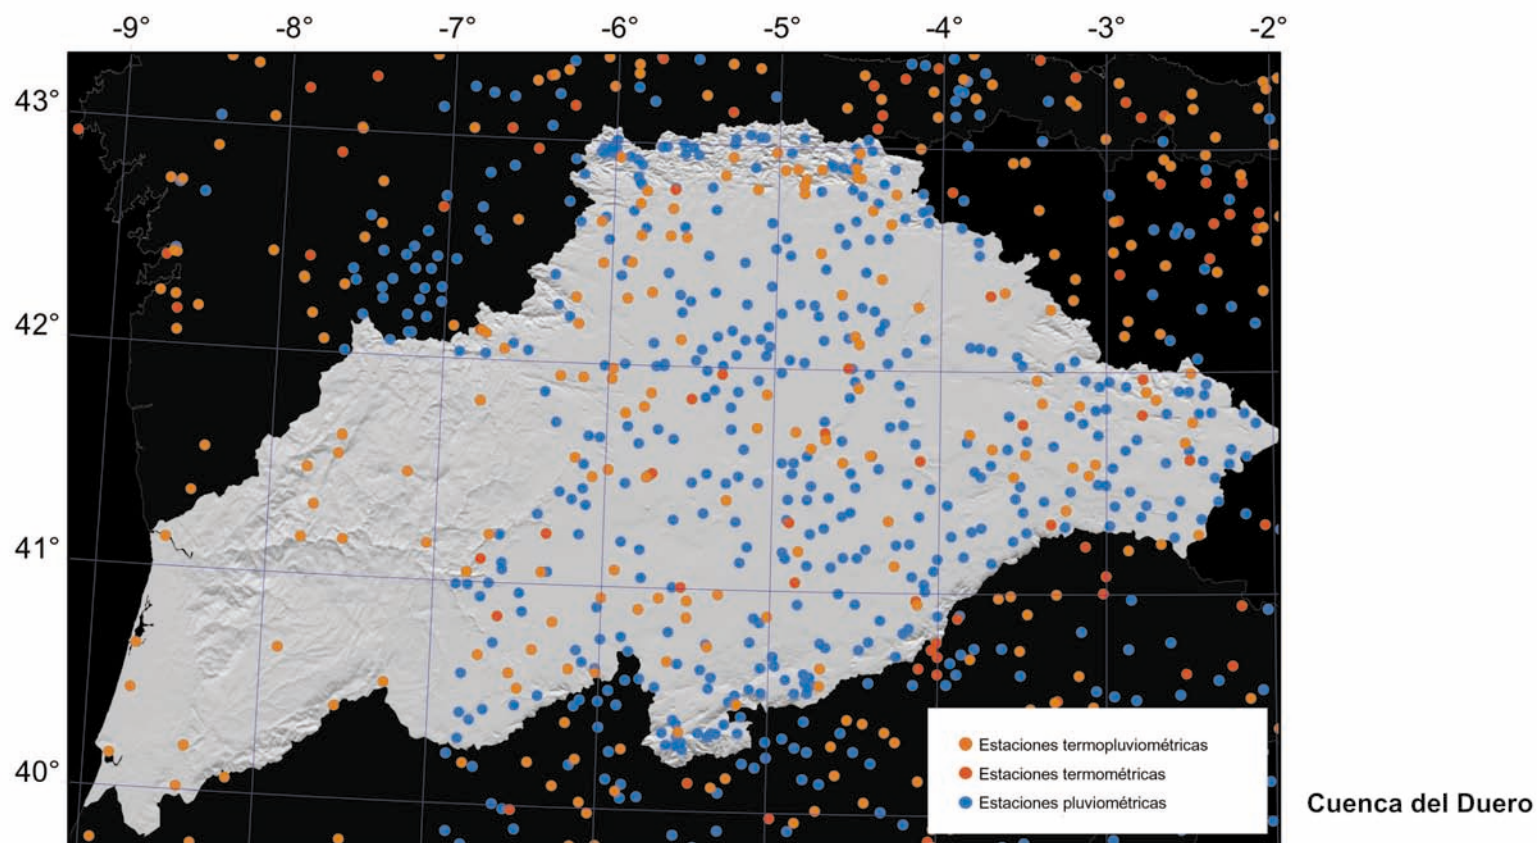 -9° -8° -7° -6° -5° -4° -3° -2°
43°
42°
41°
40°
Estaciones termopluviométricas
Estaciones termométricas
Estaciones pluviométricas
Cuenca del Duero